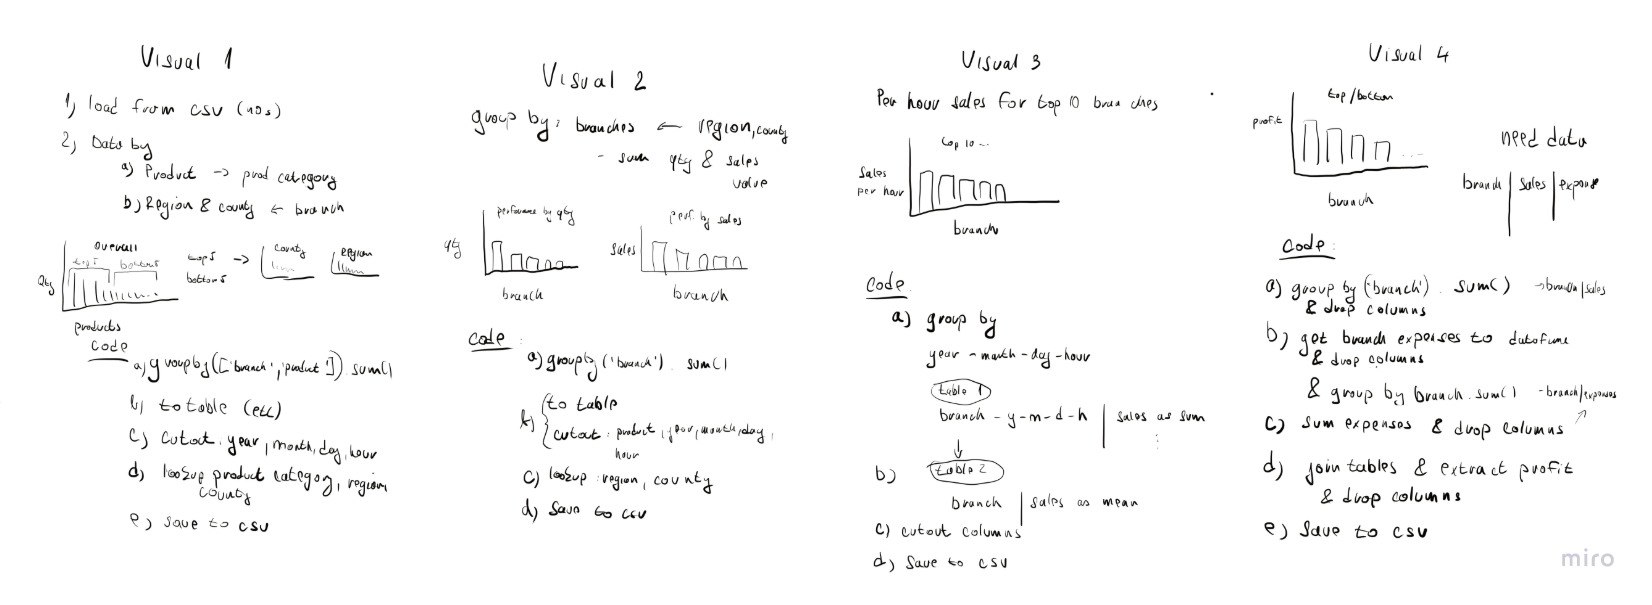 Visual 1
1) load from csv (10s)
2) Data by
a) Product -> prod category
b) Region & county <- branch
overall
top 5 bottom 5
Qty
products
top 5 ->
bottom 5
county
region
code
a) groupby(['branch','product']).sum()
b) to table (etc)
c) cutout, year, month, day, hour
d) lookup product category, region
county
e) save to csv
Visual 2
group by: branches <- region, county
- sum qty & sales
value
performance by qty
qty
branch
perf. by sales
sales
branch
code:
a) groupby('branch').sum()
b) to table
cutout: product, year, month, day,
hour
c) lookup: region, county
d) save to csv
Visual 3
Per hour sales for top 10 branches
top 10 ...
sales
per hour
branch
code
a) group by
year - month - day - hour
table 1
branch - y - m - d - h | sales as sum
b) table 2
branch | sales as mean
c) cutout columns
d) save to csv
Visual 4
top/bottom
profit
....
branch
need data
branch | sales | expense
Code:
a) group by ('branch'). sum() -> branch/sales
& drop columns
b) get branch expenses to dataframe
& drop columns
& group by branch.sum() - branch/expenses
c) sum expenses & drop columns
d) join tables & extract profit
& drop columns
e) save to csv
miro